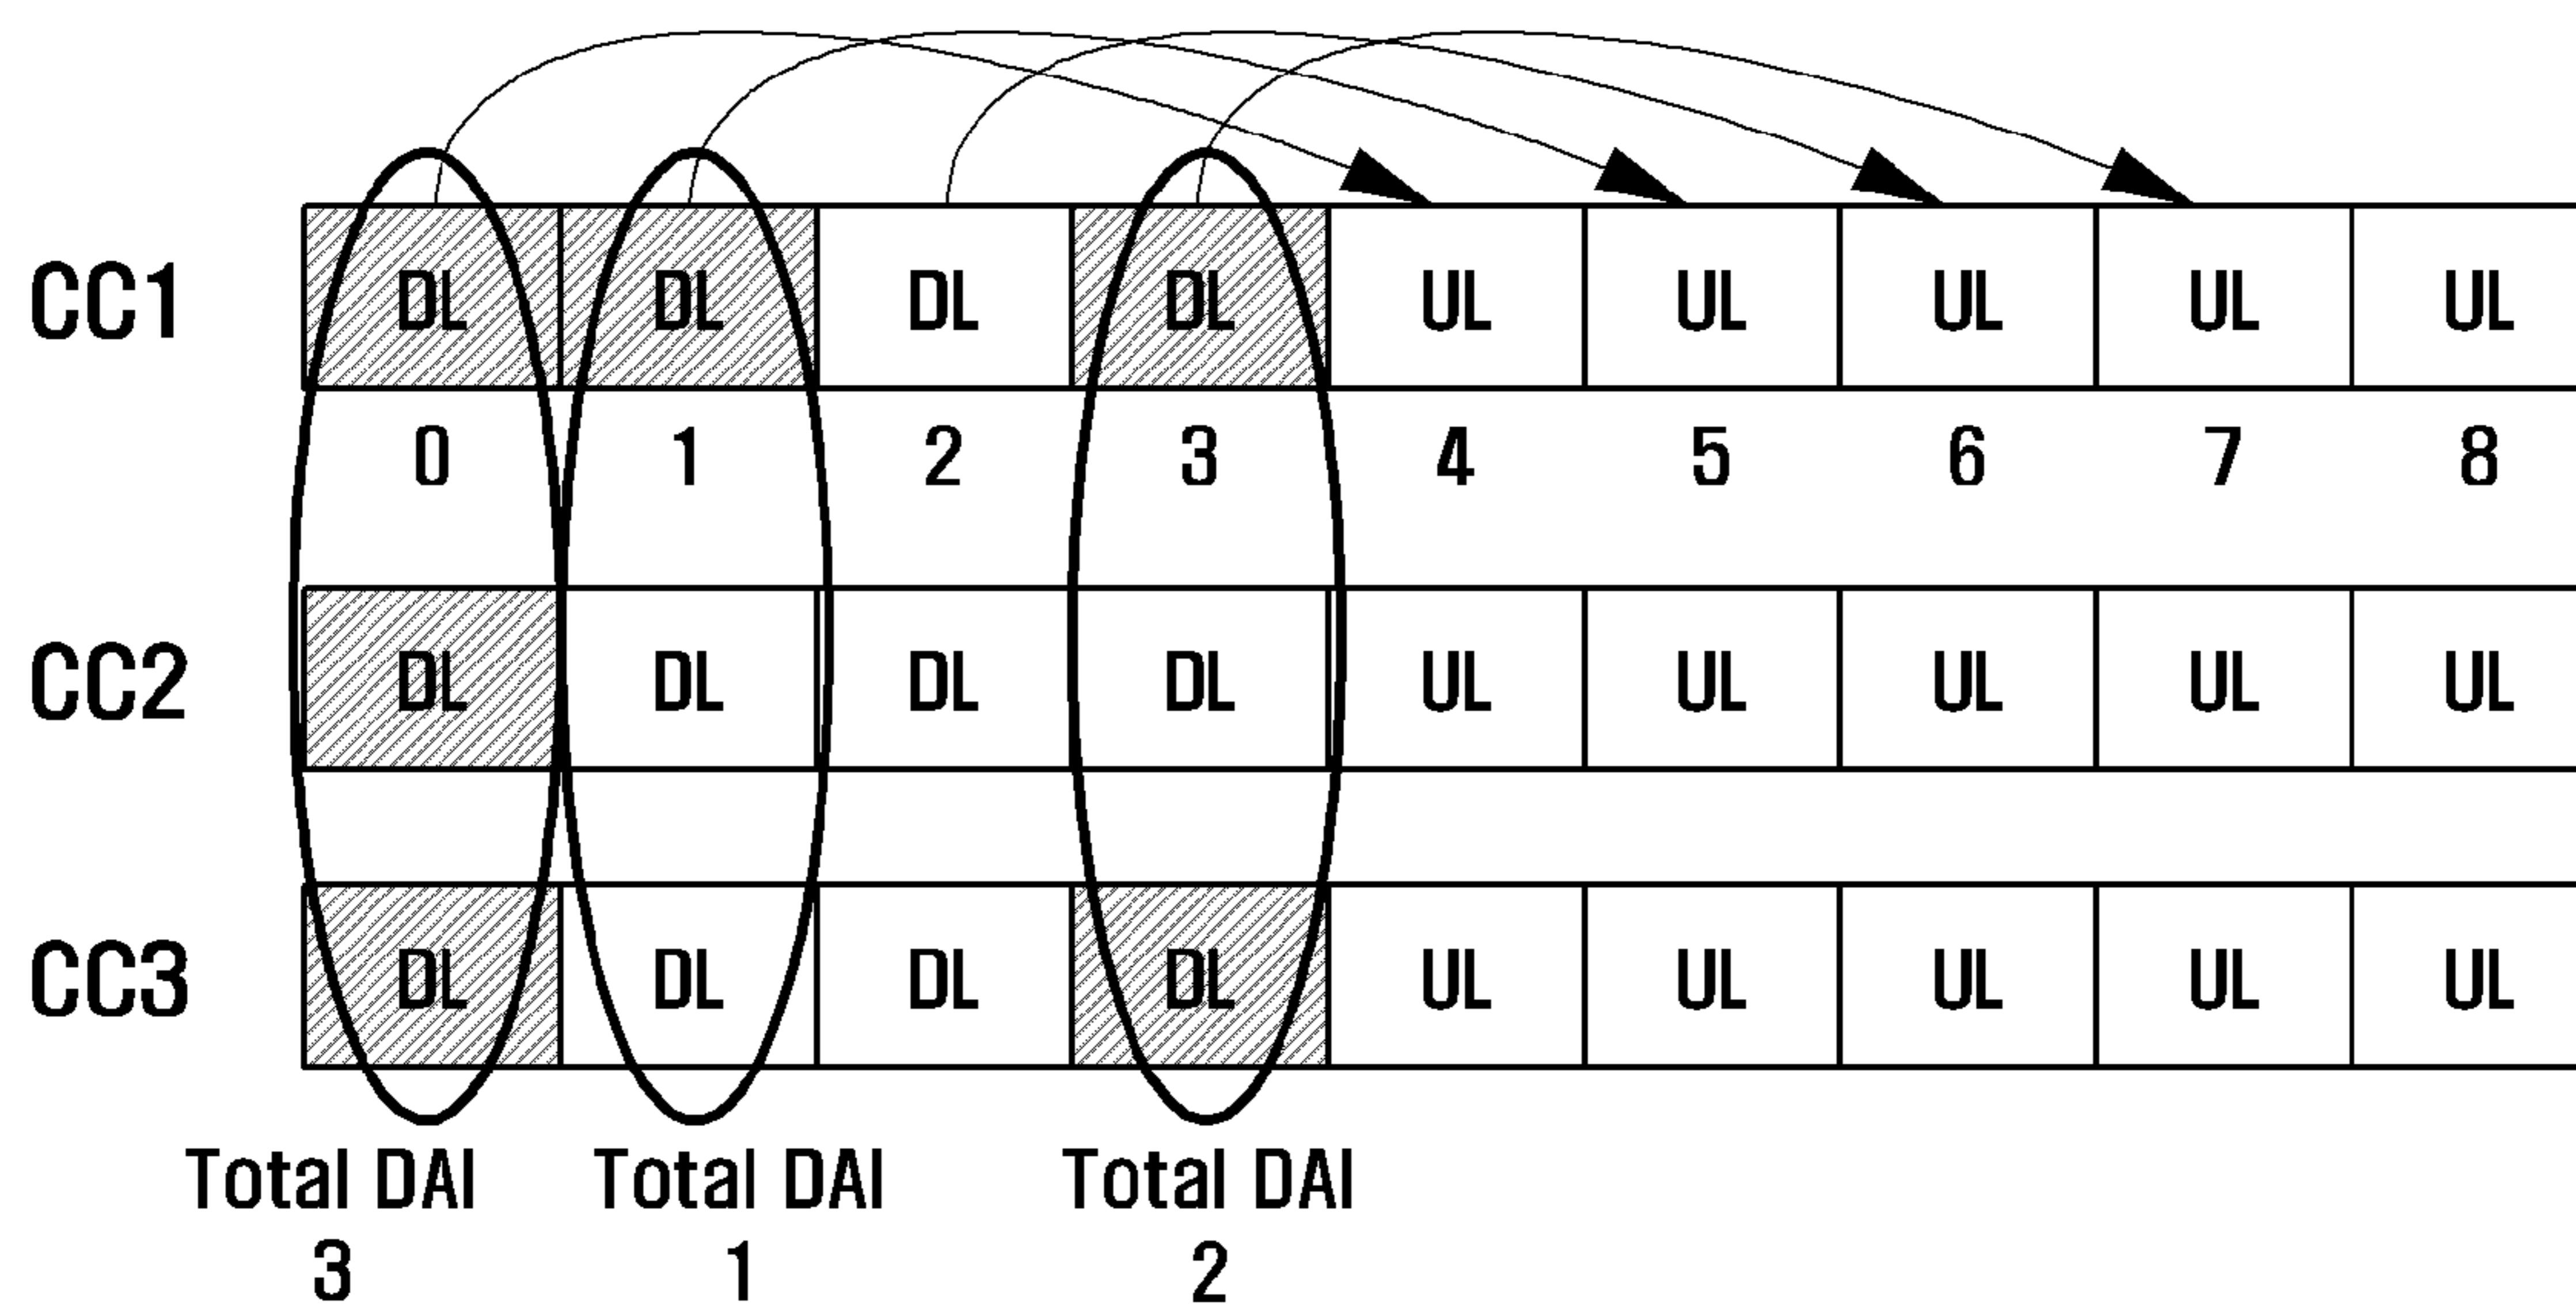 CC1 DL DL DL DL UL UL UL UL UL
0 1 2 3 4 5 6 7 8
CC2 DL DL DL DL UL UL UL UL UL
CC3 DL DL DL DL UL UL UL UL UL
Total DAI Total DAI Total DAI
3 1 2